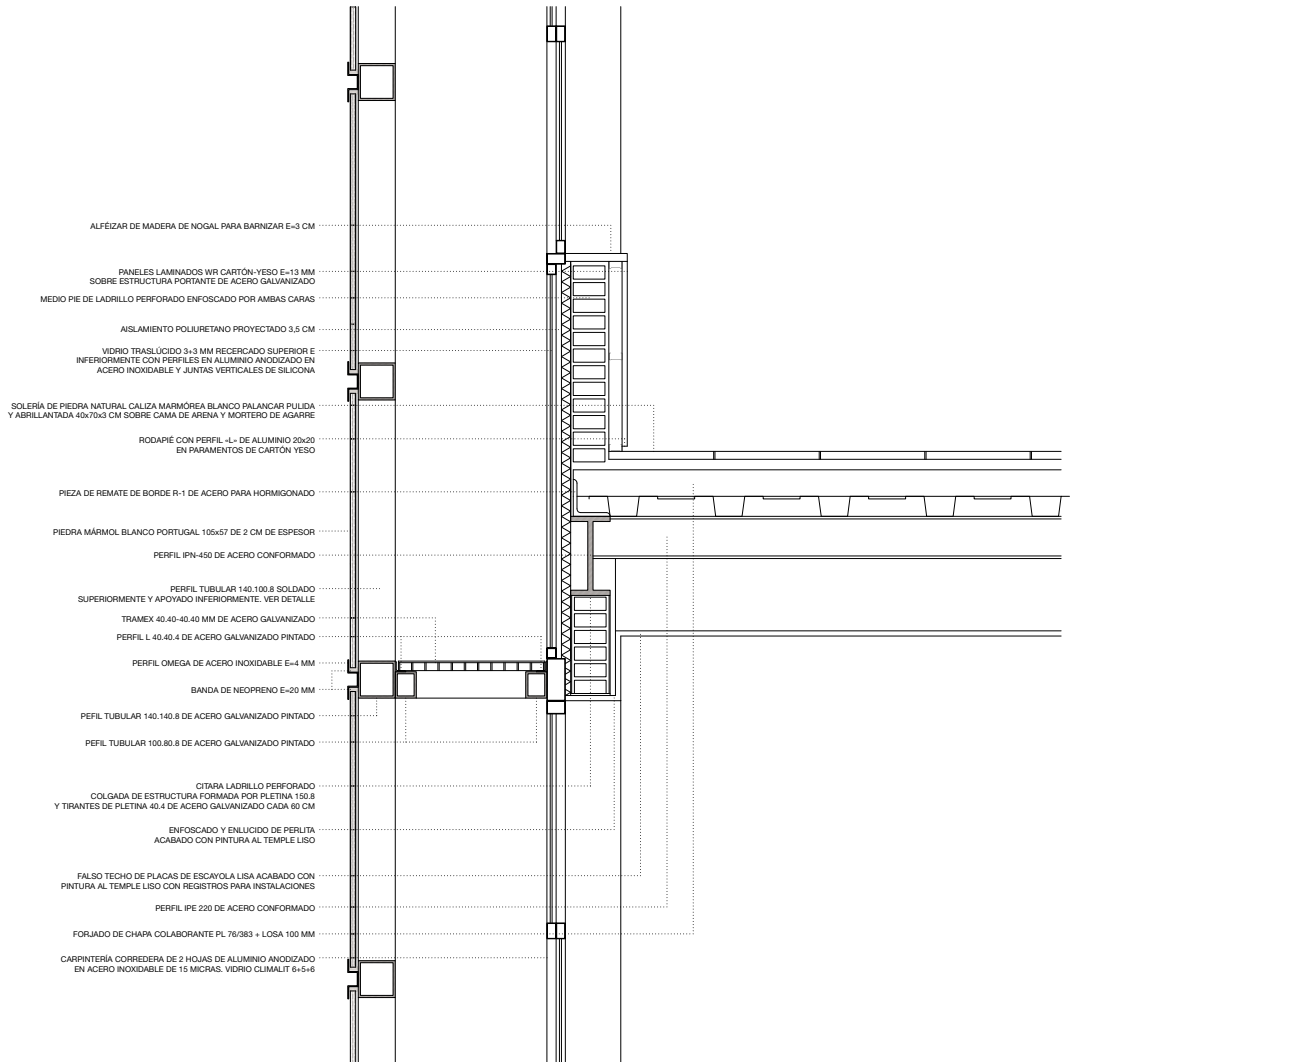 ALFÉIZAR DE MADERA DE NOGAL PARA BARNIZAR E=3 CM
PANELES LAMINADOS WR CARTÓN-YESO E=13 MM
SOBRE ESTRUCTURA PORTANTE DE ACERO GALVANIZADO
MEDIO PIE DE LADRILLO PERFORADO ENFOSCADO POR AMBAS CARAS
AISLAMIENTO POLIURETANO PROYECTADO 3,5 CM
VIDRIO TRASLÚCIDO 3+3 MM RECERCADO SUPERIOR E
INFERIORMENTE CON PERFILES EN ALUMINIO ANODIZADO EN
ACERO INOXIDABLE Y JUNTAS VERTICALES DE SILICONA
SOLERÍA DE PIEDRA NATURAL CALIZA MARMÓREA BLANCO PALANCAR PULIDA
Y ABRILLANTADA 40x70x3 CM SOBRE CAMA DE ARENA Y MORTERO DE AGARRE
RODAPIÉ CON PERFIL «L» DE ALUMINIO 20x20
EN PARAMENTOS DE CARTÓN YESO
PIEZA DE REMATE DE BORDE R-1 DE ACERO PARA HORMIGONADO
PIEDRA MÁRMOL BLANCO PORTUGAL 105x57 DE 2 CM DE ESPESOR
PERFIL IPN-450 DE ACERO CONFORMADO
PERFIL TUBULAR 140.100.8 SOLDADO
SUPERIORMENTE Y APOYADO INFERIORMENTE. VER DETALLE
TRAMEX 40.40-40.40 MM DE ACERO GALVANIZADO
PERFIL L 40.40.4 DE ACERO GALVANIZADO PINTADO
PERFIL OMEGA DE ACERO INOXIDABLE E=4 MM
BANDA DE NEOPRENO E=20 MM
PEFIL TUBULAR 140.140.8 DE ACERO GALVANIZADO PINTADO
PEFIL TUBULAR 100.80.8 DE ACERO GALVANIZADO PINTADO
CITARA LADRILLO PERFORADO
COLGADA DE ESTRUCTURA FORMADA POR PLETINA 150.8
Y TIRANTES DE PLETINA 40.4 DE ACERO GALVANIZADO CADA 60 CM
ENFOSCADO Y ENLUCIDO DE PERLITA
ACABADO CON PINTURA AL TEMPLE LISO
FALSO TECHO DE PLACAS DE ESCAYOLA LISA ACABADO CON
PINTURA AL TEMPLE LISO CON REGISTROS PARA INSTALACIONES
PERFIL IPE 220 DE ACERO CONFORMADO
FORJADO DE CHAPA COLABORANTE PL 76/383 + LOSA 100 MM
CARPINTERÍA CORREDERA DE 2 HOJAS DE ALUMINIO ANODIZADO
EN ACERO INOXIDABLE DE 15 MICRAS. VIDRIO CLIMALIT 6+5+6